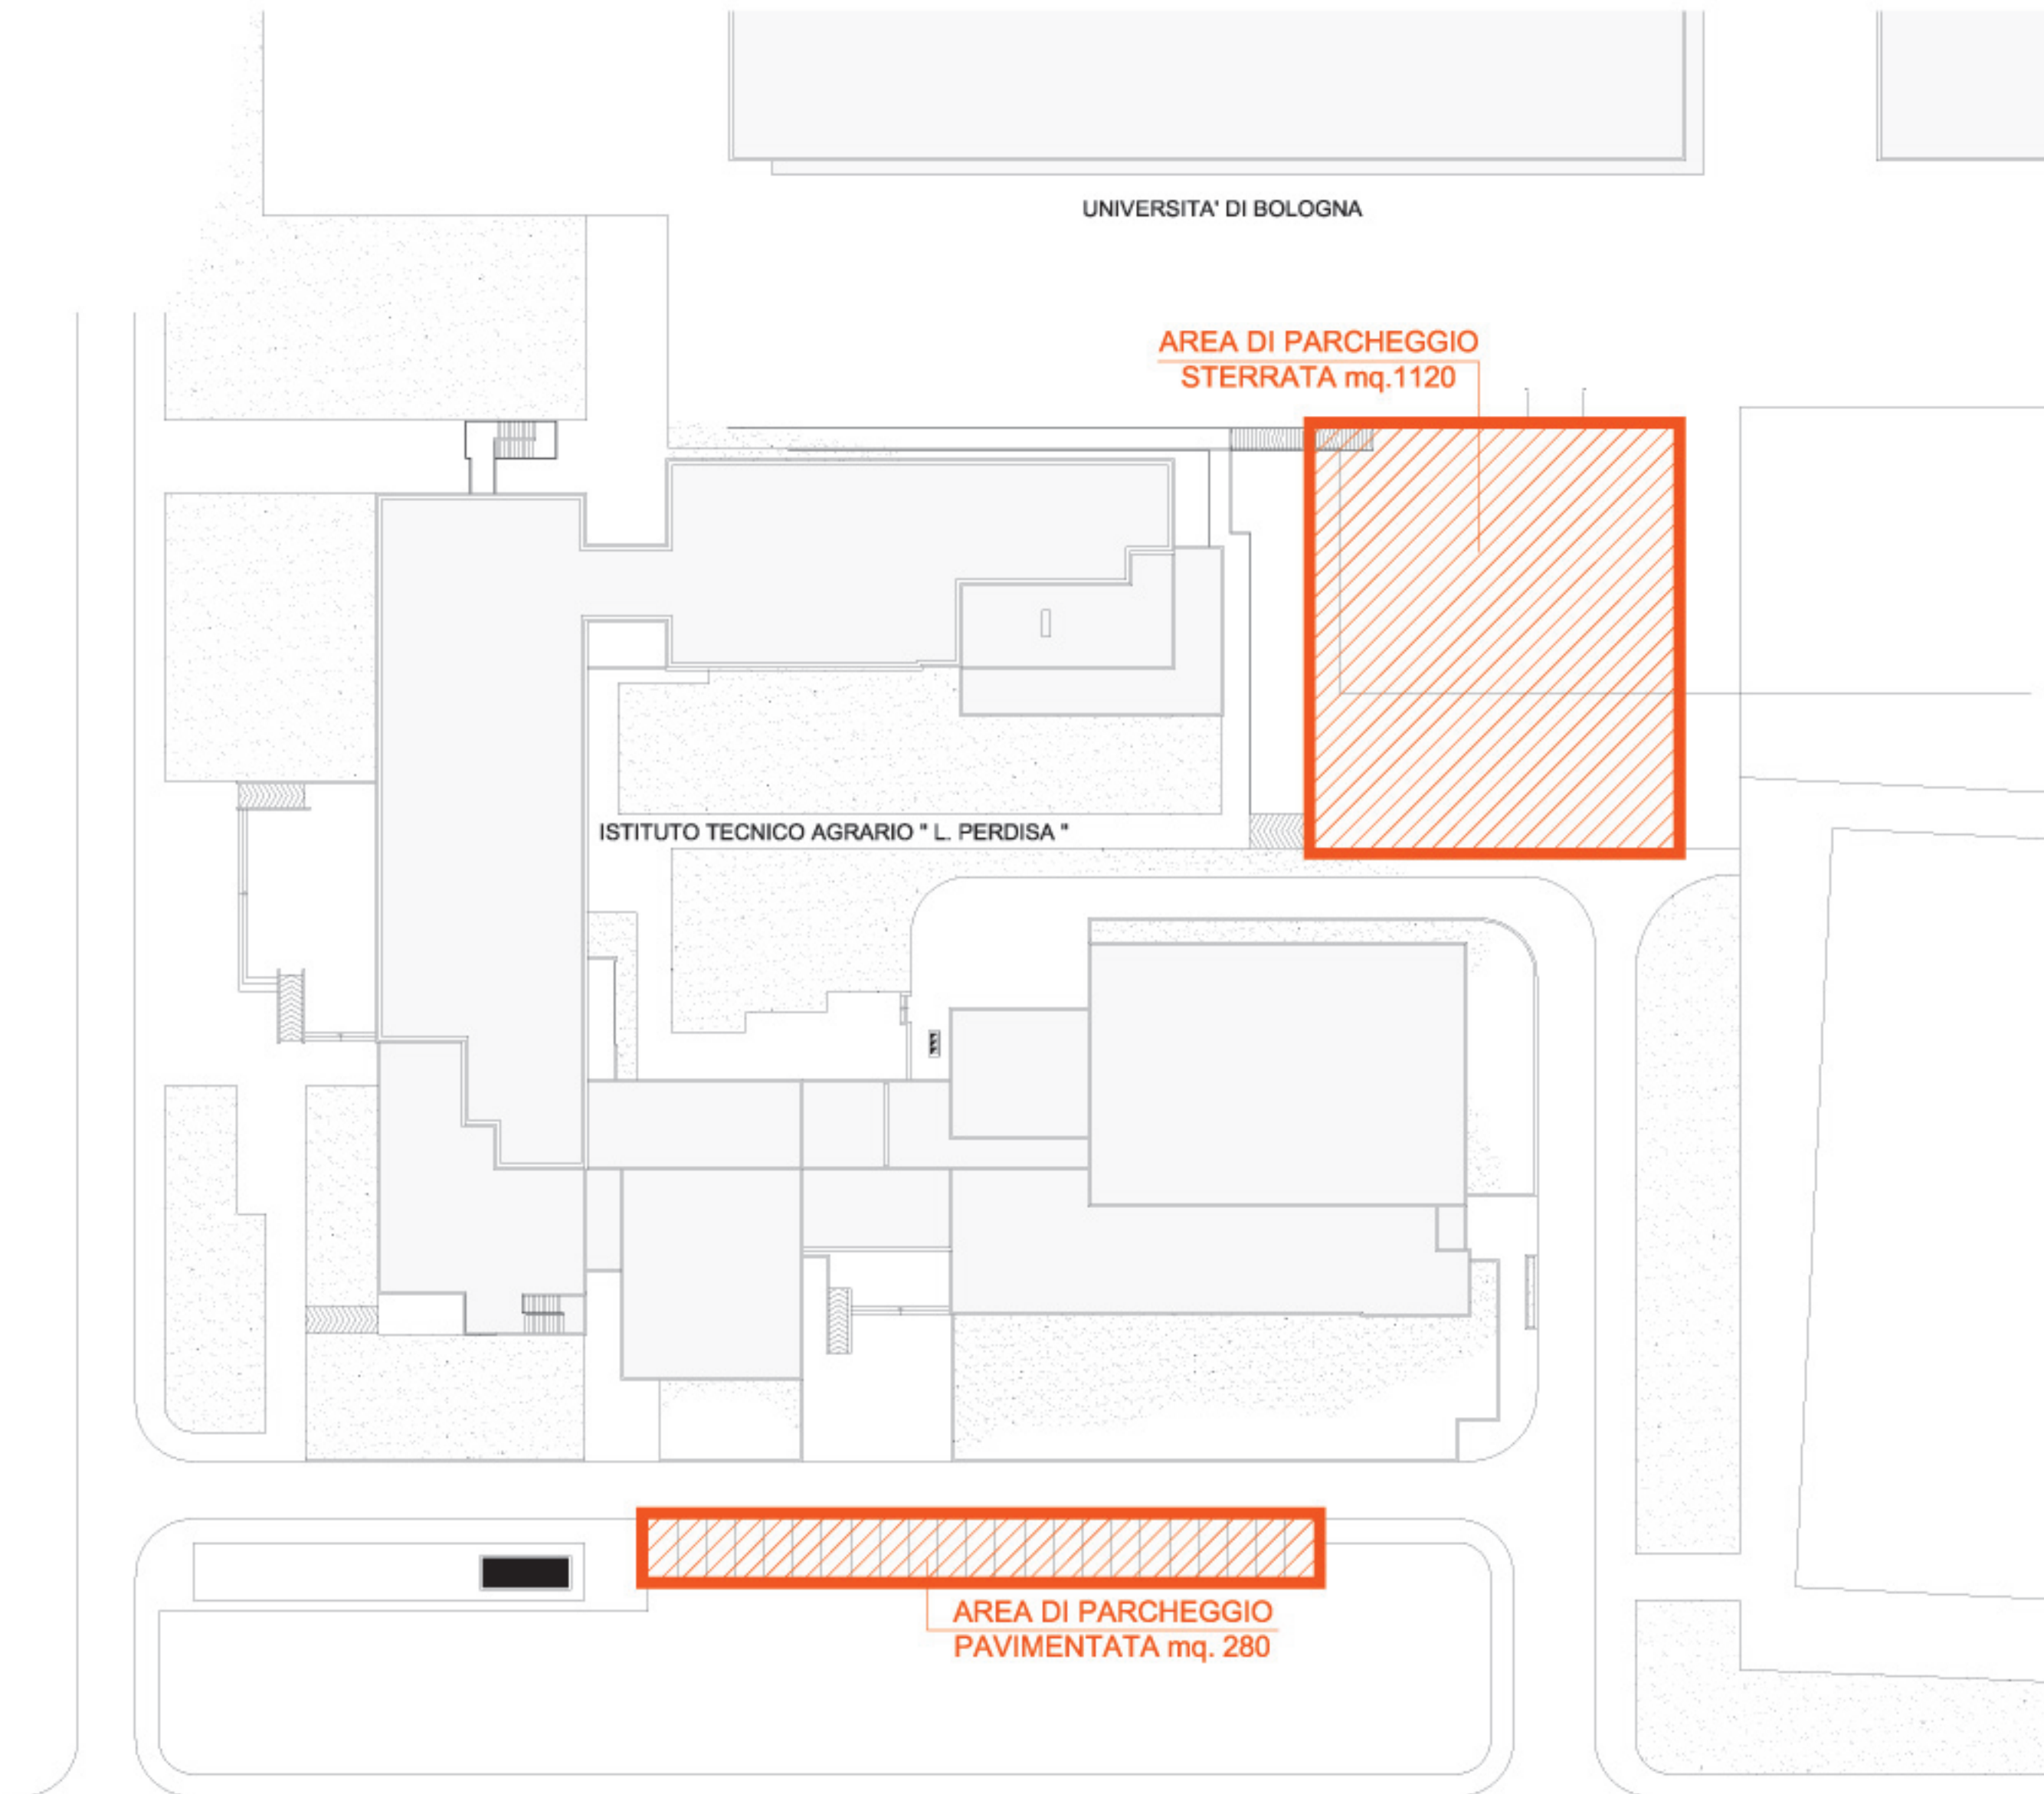 UNIVERSITA' DI BOLOGNA
AREA DI PARCHEGGIO
STERRATA mq.1120
ISTITUTO TECNICO AGRARIO " L. PERDISA "
AREA DI PARCHEGGIO
PAVIMENTATA mq. 280